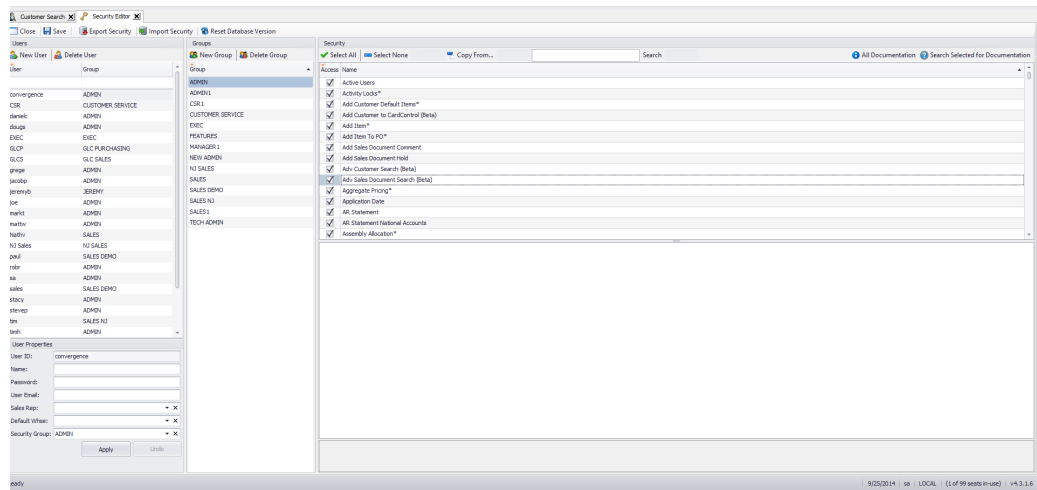 Customer Search Security Editor
Close Save Export Security Import Security Reset Database Version
Users Groups Security
New User Delete User New Group Delete Group Select All Select None Copy From... Search All Documentation Search Selected for Documentation
User Group
convergence ADMIN
CSR CUSTOMER SERVICE
danielc ADMIN
dougs ADMIN
EXEC EXEC
GLCP GLC PURCHASING
GLCS GLC SALES
grege ADMIN
jacobp ADMIN
jeremyb JEREMY
joe ADMIN
markt ADMIN
mattw ADMIN
Nathv SALES
NJ Sales NJ SALES
paul SALES DEMO
robr ADMIN
sa ADMIN
sales SALES DEMO
stacy ADMIN
stevep ADMIN
tim SALES NJ
timh ADMIN
Group
ADMIN
ADMIN1
CSR1
CUSTOMER SERVICE
EXEC
FEATURES
MANAGER1
NEW ADMIN
NJ SALES
SALES
SALES DEMO
SALES NJ
SALES1
TECH ADMIN
Access Name
Active Users
Activity Locks*
Add Customer Default Items*
Add Customer to CardControl (Beta)
Add Item*
Add Item To PO*
Add Sales Document Comment
Add Sales Document Hold
Adv Customer Search (Beta)
Adv Sales Document Search (Beta)
Aggregate Pricing*
Application Date
AR Statement
AR Statement National Accounts
Assembly Allocation*
User Properties
User ID: convergence
Name:
Password:
User Email:
Sales Rep:
Default Whse:
Security Group: ADMIN
Apply Undo
eady 9/25/2014 sa LOCAL (1 of 99 seats in-use) v4.3.1.6